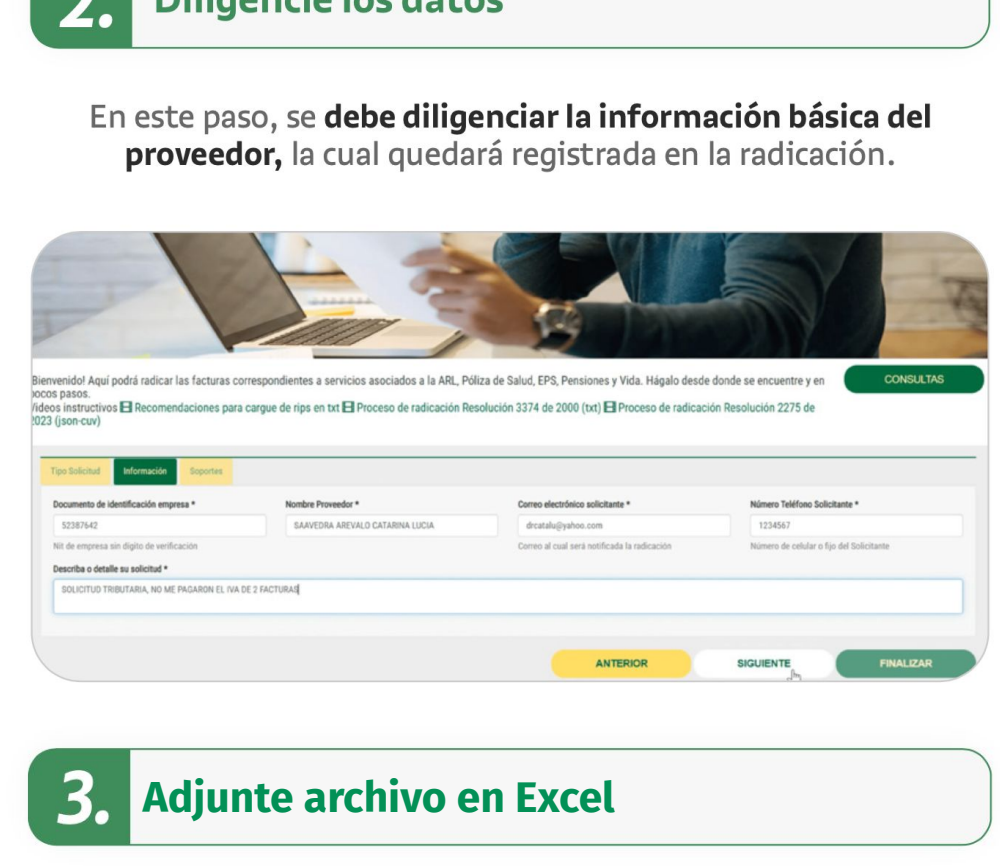 2.
Diligencie los datos
En este paso, se debe diligenciar la información básica del
proveedor, la cual quedará registrada en la radicación.
Bienvenido! Aquí podrá radicar las facturas correspondientes a servicios asociados a la ARL, Póliza de Salud, EPS, Pensiones y Vida. Hágalo desde donde se encuentre y en
pocos pasos.
CONSULTAS
Videos instructivos Recomendaciones para cargue de rips en txt Proceso de radicación Resolución 3374 de 2000 (txt) Proceso de radicación Resolución 2275 de
2023 (json-cuv)
Tipo Solicitud Información Soportes
Documento de identificación empresa * Nombre Proveedor * Correo electrónico solicitante * Número Teléfono Solicitante *
52387642 SAAVEDRA AREVALO CATARINA LUCIA drcatalu@yahoo.com 1234567
Nit de empresa sin digito de verificación Correo al cual será notificada la radicación Número de celular o fijo del Solicitante
Describa o detalle su solicitud *
SOLICITUD TRIBUTARIA, NO ME PAGARON EL IVA DE 2 FACTURAS
ANTERIOR SIGUIENTE FINALIZAR
3.
Adjunte archivo en Excel